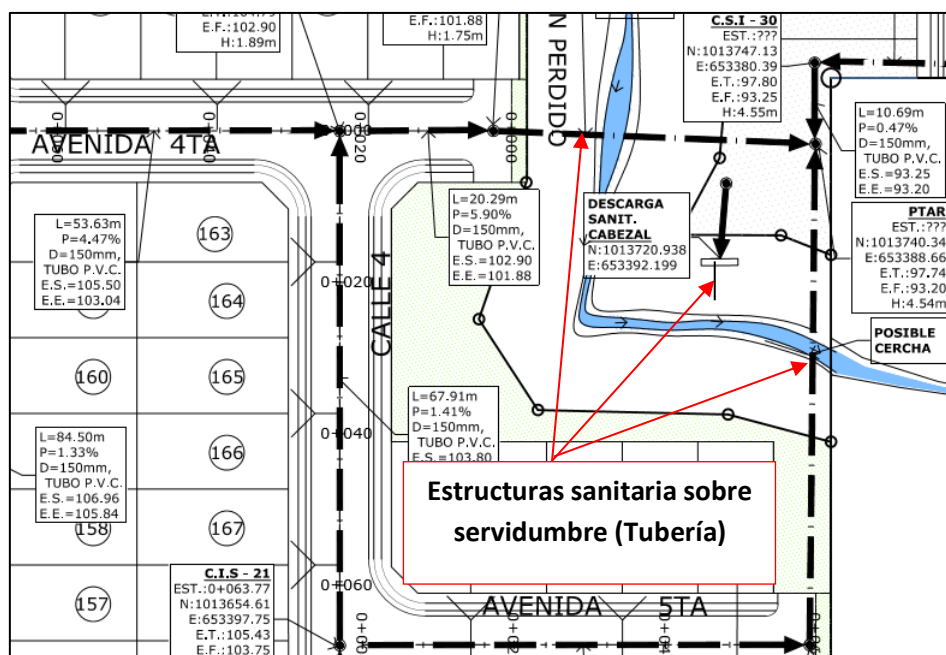 E.F.:102.90
H:1.89m
E.F.:101.88
H:1.75m
N PERDIDO
C.S.I - 30
EST.:???
N:1013747.13
E:653380.39
E.T.:97.80
E.F.:93.25
H:4.55m
L=10.69m
P=0.47%
D=150mm,
TUBO P.V.C.
E.S.=93.25
E.E.=93.20
AVENIDA 4TA
0+020
0+000
L=53.63m
P=4.47%
D=150mm,
TUBO P.V.C.
E.S.=105.50
E.E.=103.04
163
L=20.29m
P=5.90%
D=150mm,
TUBO P.V.C.
E.S.=102.90
E.E.=101.88
DESCARGA
SANIT.
CABEZAL
N:1013720.938
E:653392.199
PTAR
EST.:???
N:1013740.34
E:653388.66
E.T.:97.74
E.F.:93.20
H:4.54m
0+020
164
CALLE 4
POSIBLE
CERCHA
160
165
L=67.91m
P=1.41%
D=150mm,
TUBO P.V.C.
E.S.=103.80
L=84.50m
P=1.33%
D=150mm,
TUBO P.V.C.
E.S.=106.96
E.E.=105.84
0+040
166
Estructuras sanitaria sobre
servidumbre (Tubería)
158
167
C.I.S - 21
EST.:0+063.77
N:1013654.61
E:653397.75
E.T.:105.43
E.F.:103.75
0+060
157
AVENIDA 5TA